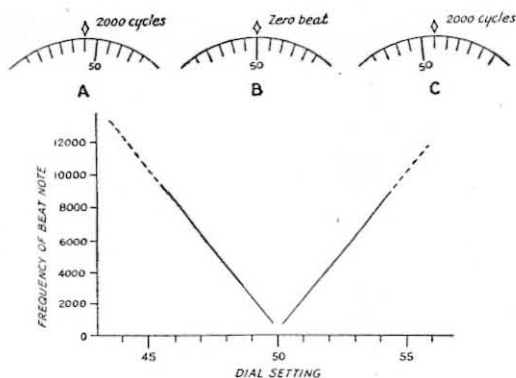 2000 cycles
Zero beat
2000 cycles
50
50
50
A
B
C
12000
10000
8000
6000
4000
2000
0
FREQUENCY OF BEAT NOTE
45
50
55
DIAL SETTING